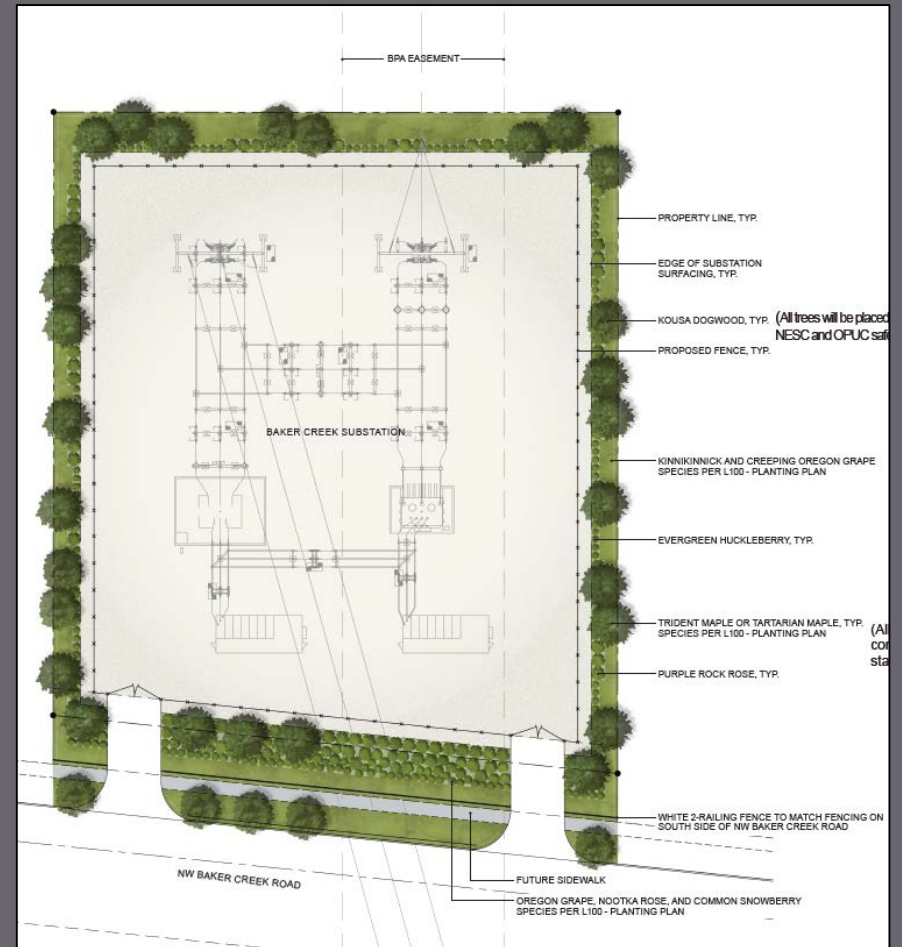 BPA EASEMENT
PROPERTY LINE, TYP.
EDGE OF SUBSTATION
SURFACING, TYP.
KOUSA DOGWOOD, TYP. (All trees will be placed
NESC and OPUC safe
PROPOSED FENCE, TYP.
BAKER CREEK SUBSTATION
KINNIKINNICK AND CREEPING OREGON GRAPE
SPECIES PER L100 - PLANTING PLAN
EVERGREEN HUCKLEBERRY, TYP.
TRIDENT MAPLE OR TARTARIAN MAPLE, TYP.
SPECIES PER L100 - PLANTING PLAN
(All
con
sta
PURPLE ROCK ROSE, TYP.
WHITE 2-RAILING FENCE TO MATCH FENCING ON
SOUTH SIDE OF NW BAKER CREEK ROAD
NW BAKER CREEK ROAD
FUTURE SIDEWALK
OREGON GRAPE, NOOTKA ROSE, AND COMMON SNOWBERRY
SPECIES PER L100 - PLANTING PLAN